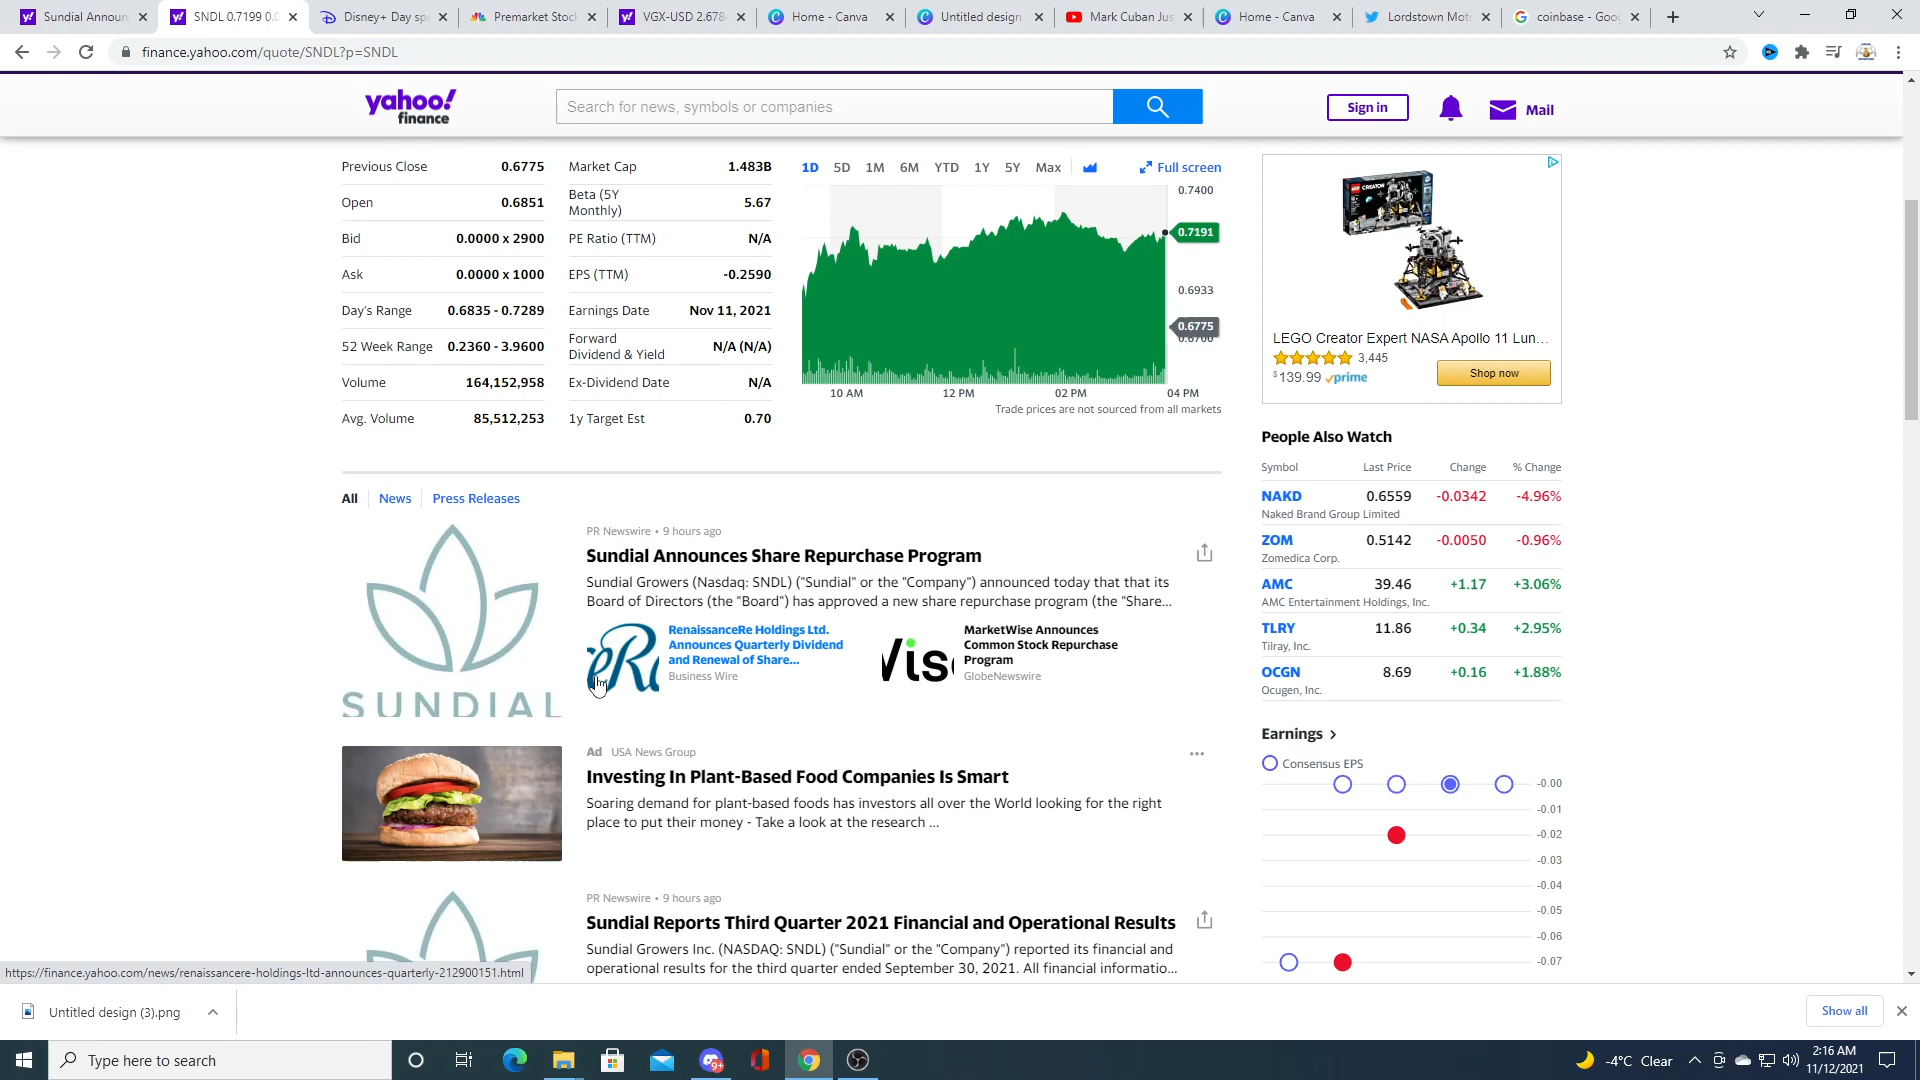 Sundial Announ
SNDL 0.7199 0.0
Disney+ Day sp
Premarket Stock
VGX-USD 2.678
Home - Canva
Untitled design
Mark Cuban Jus
Home - Canva
Lordstown Mot
coinbase - Goo
finance.yahoo.com/quote/SNDL?p=SNDL
yahoo!
finance
Search for news, symbols or companies
Sign in
Mail
Previous Close 0.6775
Open 0.6851
Bid 0.0000 x 2900
Ask 0.0000 x 1000
Day's Range 0.6835 - 0.7289
52 Week Range 0.2360 - 3.9600
Volume 164,152,958
Avg. Volume 85,512,253
Market Cap 1.483B
Beta (5Y
Monthly) 5.67
PE Ratio (TTM) N/A
EPS (TTM) -0.2590
Earnings Date Nov 11, 2021
Forward
Dividend & Yield N/A (N/A)
Ex-Dividend Date N/A
1y Target Est 0.70
1D 5D 1M 6M YTD 1Y 5Y Max
Full screen
0.7400
0.7191
0.6933
0.6775
0.6700
10 AM 12 PM 02 PM 04 PM
Trade prices are not sourced from all markets
LEGO Creator Expert NASA Apollo 11 Lun...
3,445
$139.99 prime
Shop now
People Also Watch
Symbol Last Price Change % Change
NAKD 0.6559 -0.0342 -4.96%
Naked Brand Group Limited
ZOM 0.5142 -0.0050 -0.96%
Zomedica Corp.
AMC 39.46 +1.17 +3.06%
AMC Entertainment Holdings, Inc.
TLRY 11.86 +0.34 +2.95%
Tilray, Inc.
OCGN 8.69 +0.16 +1.88%
Ocugen, Inc.
Earnings
Consensus EPS
-0.00
-0.01
-0.02
-0.03
-0.04
-0.05
-0.06
-0.07
All News Press Releases
SUNDIAL
PR Newswire • 9 hours ago
Sundial Announces Share Repurchase Program
Sundial Growers (Nasdaq: SNDL) ("Sundial" or the "Company") announced today that that its
Board of Directors (the "Board") has approved a new share repurchase program (the "Share...
RenaissanceRe Holdings Ltd.
Announces Quarterly Dividend
and Renewal of Share...
Business Wire
MarketWise Announces
Common Stock Repurchase
Program
GlobeNewswire
Ad USA News Group
Investing In Plant-Based Food Companies Is Smart
Soaring demand for plant-based foods has investors all over the World looking for the right
place to put their money - Take a look at the research ...
PR Newswire • 9 hours ago
Sundial Reports Third Quarter 2021 Financial and Operational Results
Sundial Growers Inc. (NASDAQ: SNDL) ("Sundial" or the "Company") reported its financial and
operational results for the third quarter ended September 30, 2021. All financial informatio...
https://finance.yahoo.com/news/renaissancere-holdings-ltd-announces-quarterly-212900151.html
Untitled design (3).png
Show all
Type here to search
9+
-4°C Clear
2:16 AM
11/12/2021